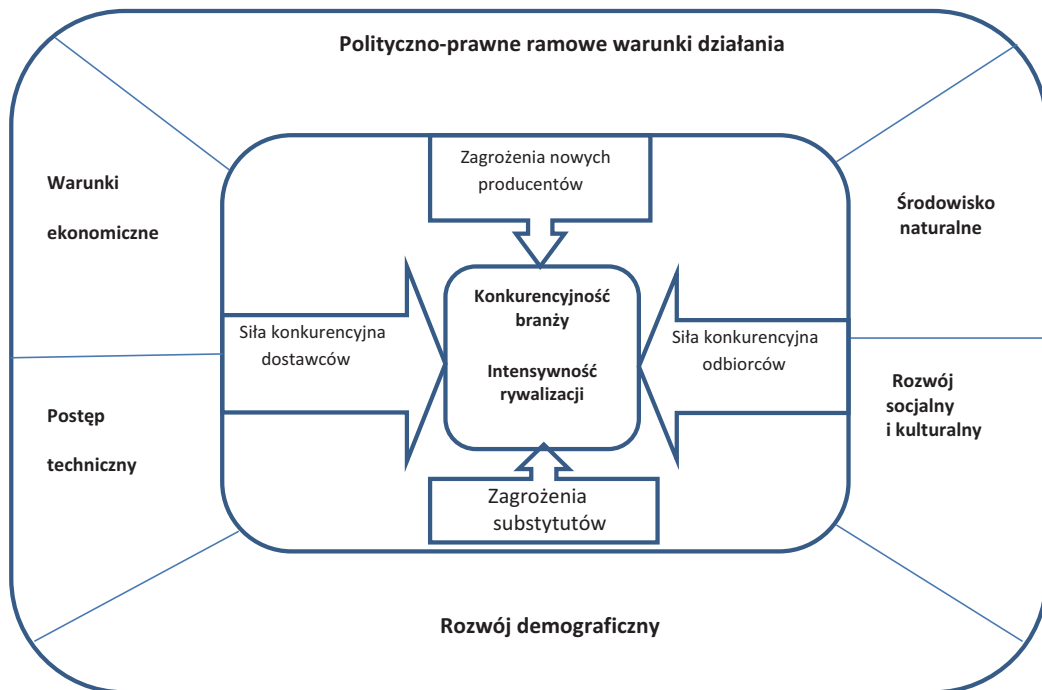 Polityczno-prawne ramowe warunki działania
Warunki
ekonomiczne
Zagrożenia nowych
producentów
Środowisko
naturalne
Siła konkurencyjna
dostawców
Konkurencyjność
branży
Intensywność
rywalizacji
Siła konkurencyjna
odbiorców
Postęp
techniczny
Rozwój
socjalny
i kulturalny
Zagrożenia
substytutów
Rozwój demograficzny